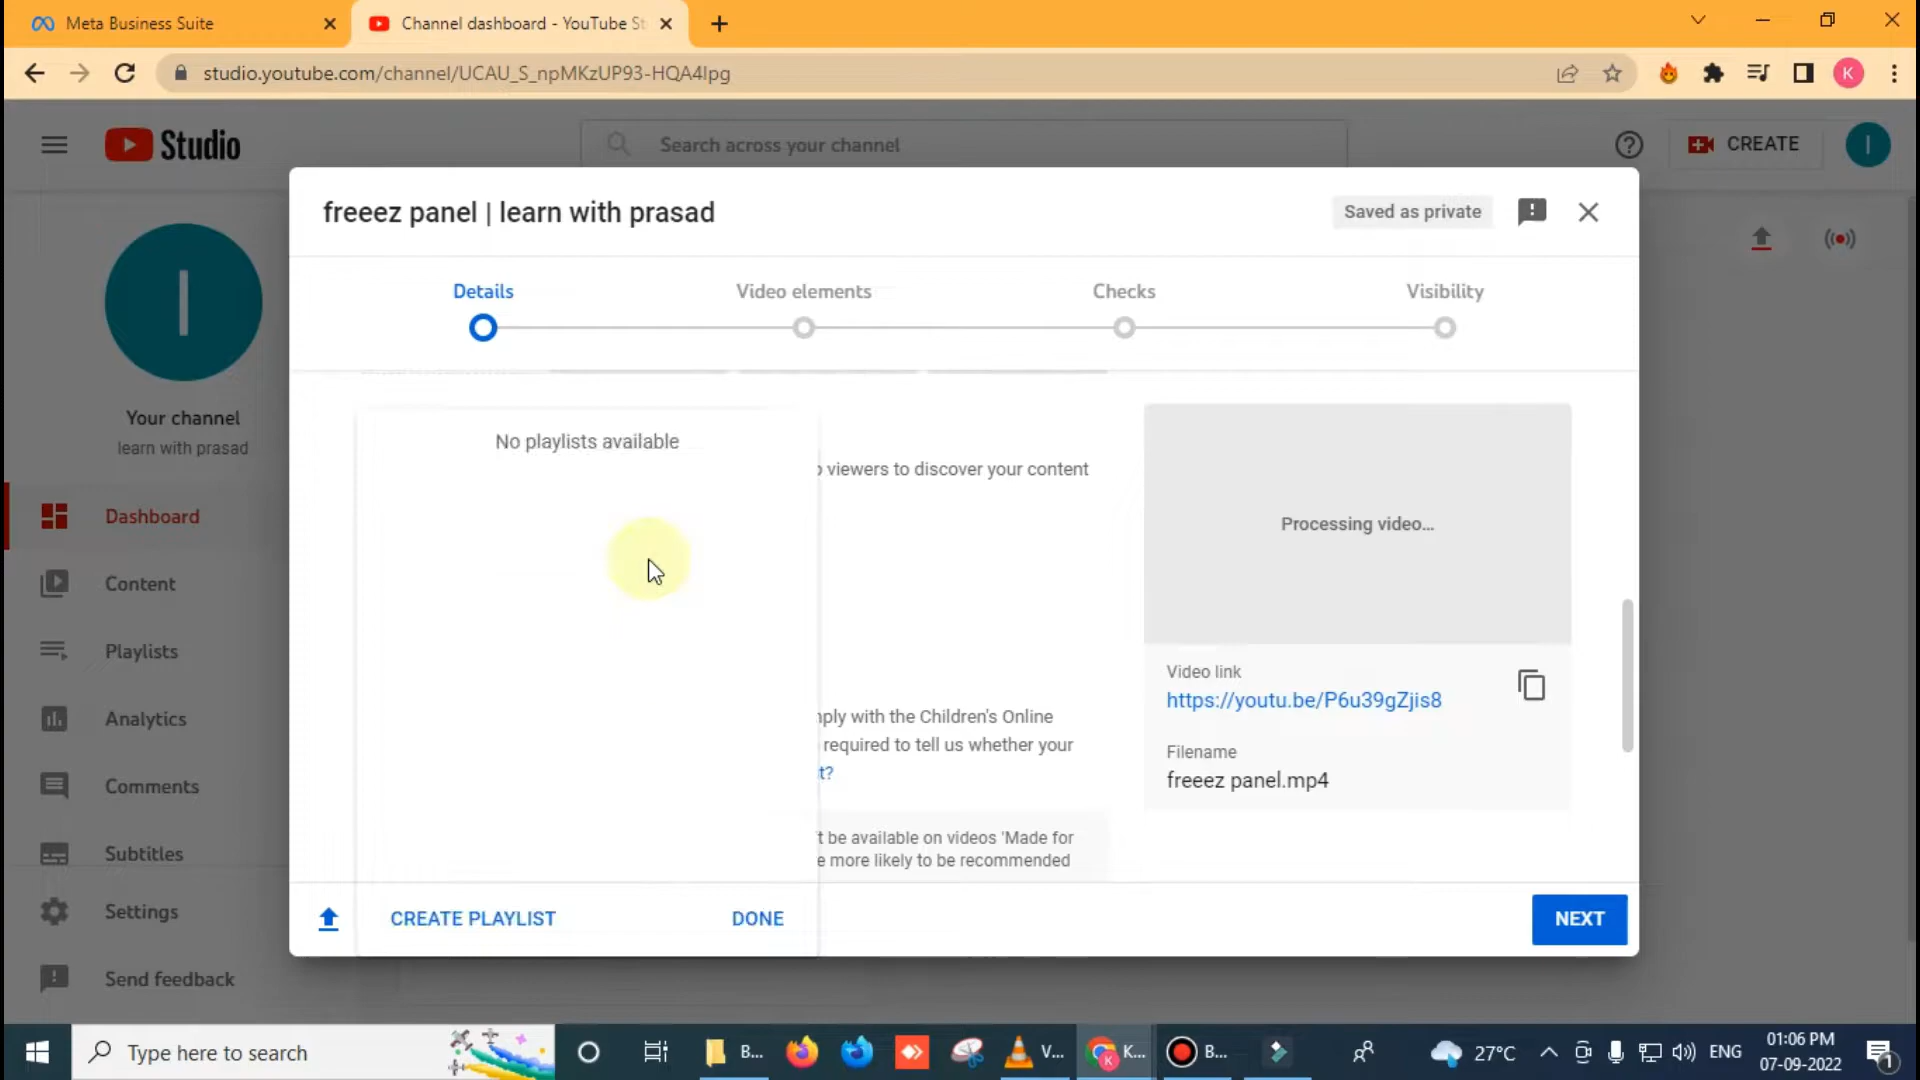 Meta Business Suite
Channel dashboard - YouTube St
studio.youtube.com/channel/UCAU_S_npMKzUP93-HQA4lpg
K
Studio
Search across your channel
CREATE
I
freeez panel | learn with prasad
Saved as private
Details
Video elements
Checks
Visibility
I
Your channel
learn with prasad
Dashboard
Content
Playlists
Analytics
Comments
Subtitles
Settings
Send feedback
No playlists available
viewers to discover your content
mply with the Children's Online
required to tell us whether your
t?
't be available on videos 'Made for
e more likely to be recommended
CREATE PLAYLIST
DONE
Processing video...
Video link
https://youtu.be/P6u39gZjis8
Filename
freeez panel.mp4
NEXT
Type here to search
B...
V...
K...
B...
27°C
ENG
01:06 PM
07-09-2022
1